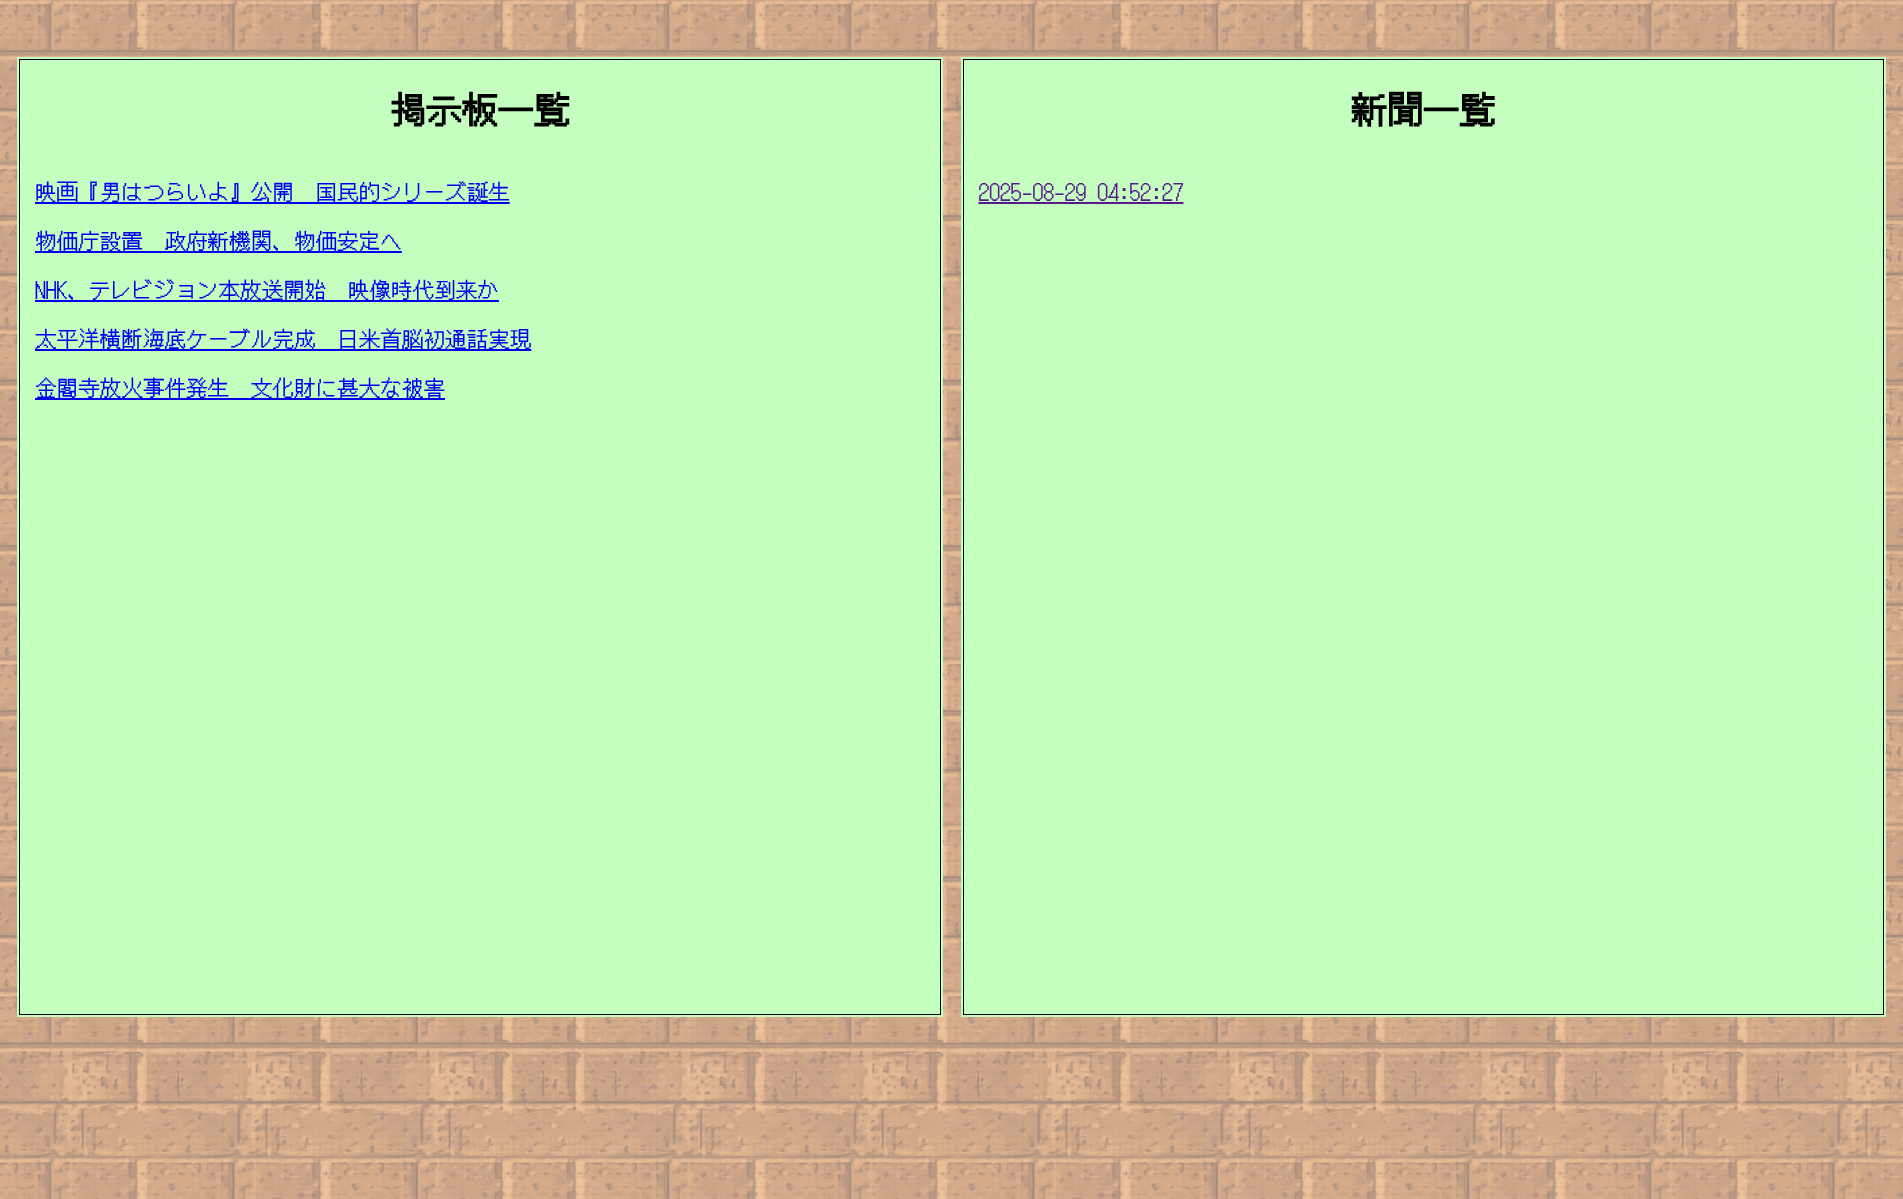 掲示板一覧
映画『男はつらいよ』公開　国民的シリーズ誕生
物価庁設置　政府新機関、物価安定へ
NHK、テレビジョン本放送開始　映像時代到来か
太平洋横断海底ケーブル完成　日米首脳初通話実現
金閣寺放火事件発生　文化財に甚大な被害
新聞一覧
2025-08-29 04:52:27